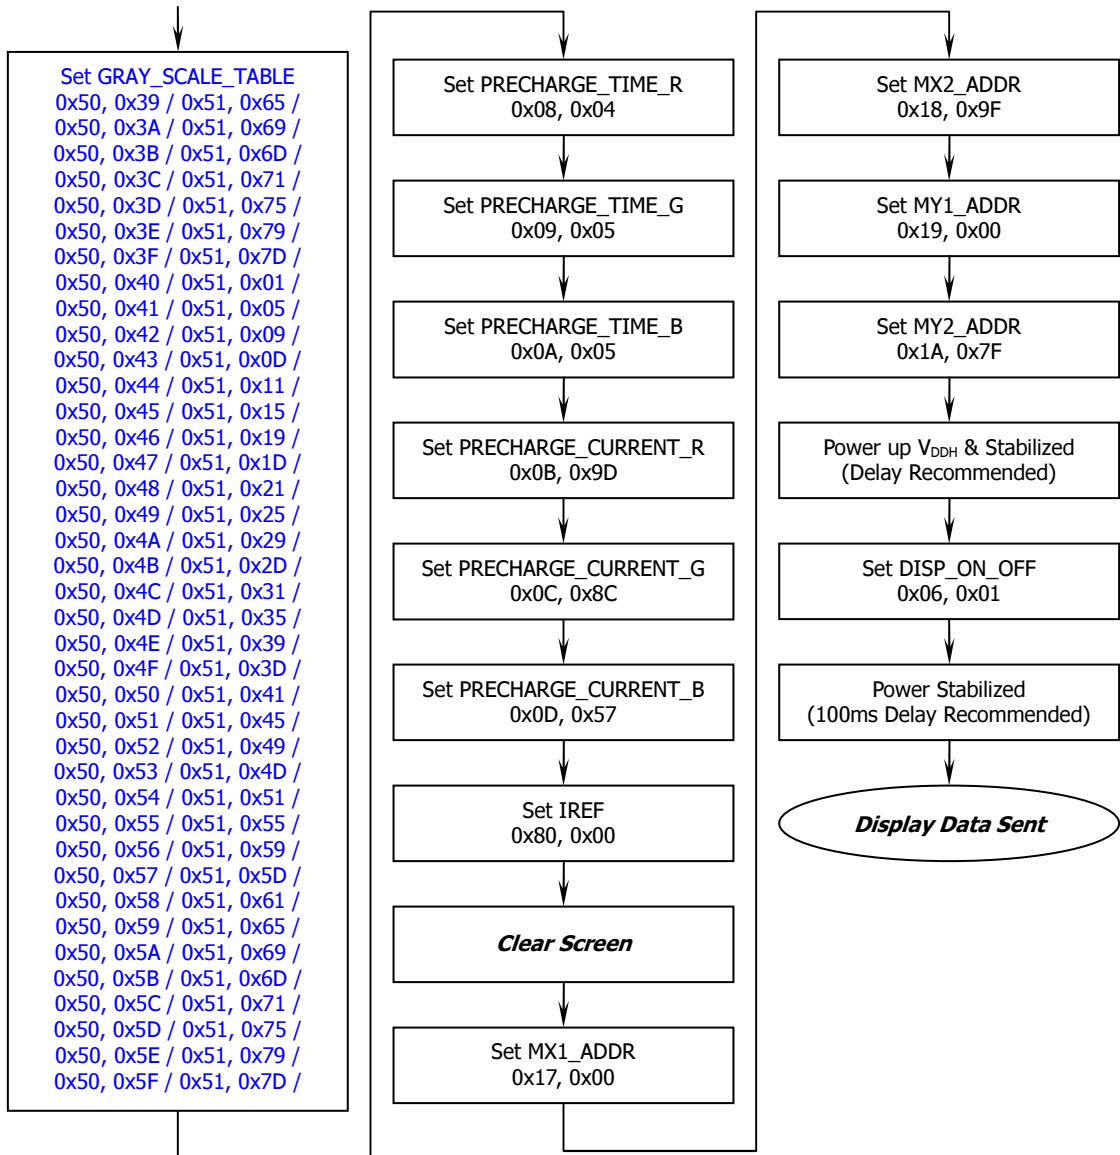 Set GRAY_SCALE_TABLE
0x50, 0x39 / 0x51, 0x65 /
0x50, 0x3A / 0x51, 0x69 /
0x50, 0x3B / 0x51, 0x6D /
0x50, 0x3C / 0x51, 0x71 /
0x50, 0x3D / 0x51, 0x75 /
0x50, 0x3E / 0x51, 0x79 /
0x50, 0x3F / 0x51, 0x7D /
0x50, 0x40 / 0x51, 0x01 /
0x50, 0x41 / 0x51, 0x05 /
0x50, 0x42 / 0x51, 0x09 /
0x50, 0x43 / 0x51, 0x0D /
0x50, 0x44 / 0x51, 0x11 /
0x50, 0x45 / 0x51, 0x15 /
0x50, 0x46 / 0x51, 0x19 /
0x50, 0x47 / 0x51, 0x1D /
0x50, 0x48 / 0x51, 0x21 /
0x50, 0x49 / 0x51, 0x25 /
0x50, 0x4A / 0x51, 0x29 /
0x50, 0x4B / 0x51, 0x2D /
0x50, 0x4C / 0x51, 0x31 /
0x50, 0x4D / 0x51, 0x35 /
0x50, 0x4E / 0x51, 0x39 /
0x50, 0x4F / 0x51, 0x3D /
0x50, 0x50 / 0x51, 0x41 /
0x50, 0x51 / 0x51, 0x45 /
0x50, 0x52 / 0x51, 0x49 /
0x50, 0x53 / 0x51, 0x4D /
0x50, 0x54 / 0x51, 0x51 /
0x50, 0x55 / 0x51, 0x55 /
0x50, 0x56 / 0x51, 0x59 /
0x50, 0x57 / 0x51, 0x5D /
0x50, 0x58 / 0x51, 0x61 /
0x50, 0x59 / 0x51, 0x65 /
0x50, 0x5A / 0x51, 0x69 /
0x50, 0x5B / 0x51, 0x6D /
0x50, 0x5C / 0x51, 0x71 /
0x50, 0x5D / 0x51, 0x75 /
0x50, 0x5E / 0x51, 0x79 /
0x50, 0x5F / 0x51, 0x7D /
Set PRECHARGE_TIME_R
0x08, 0x04
Set PRECHARGE_TIME_G
0x09, 0x05
Set PRECHARGE_TIME_B
0x0A, 0x05
Set PRECHARGE_CURRENT_R
0x0B, 0x9D
Set PRECHARGE_CURRENT_G
0x0C, 0x8C
Set PRECHARGE_CURRENT_B
0x0D, 0x57
Set IREF
0x80, 0x00
Clear Screen
Set MX1_ADDR
0x17, 0x00
Set MX2_ADDR
0x18, 0x9F
Set MY1_ADDR
0x19, 0x00
Set MY2_ADDR
0x1A, 0x7F
Power up VDDH & Stabilized
(Delay Recommended)
Set DISP_ON_OFF
0x06, 0x01
Power Stabilized
(100ms Delay Recommended)
Display Data Sent